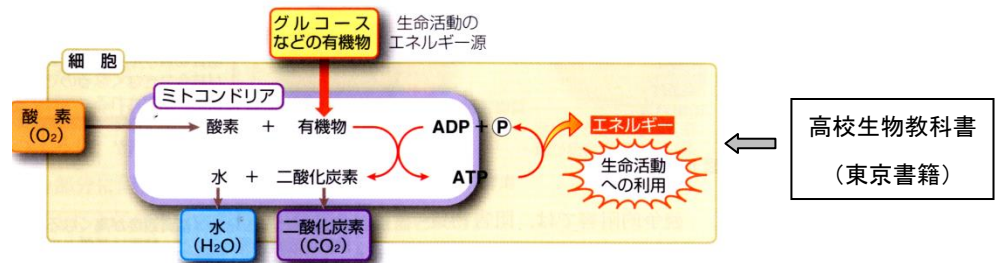 グルコース
などの有機物
生命活動の
エネルギー源
細胞
ミトコンドリア
酸素
(O₂)
酸素 + 有機物
ADP + Ⓟ
エネルギー
水 + 二酸化炭素
ATP
生命活動
への利用
水
(H₂O)
二酸化炭素
(CO₂)
高校生物教科書
(東京書籍)